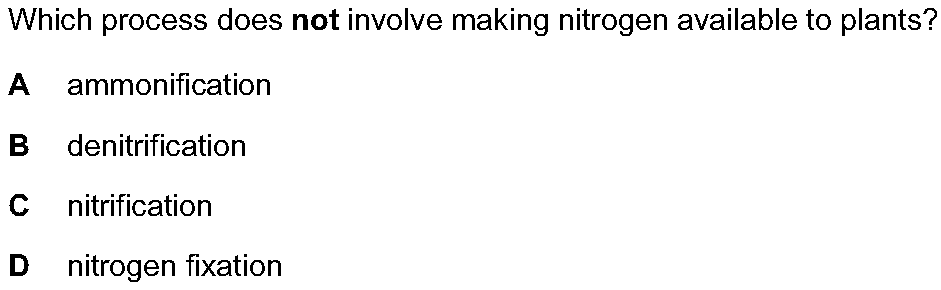 Which process does not involve making nitrogen available to plants?
A ammonification
B denitrification
C nitrification
D nitrogen fixation